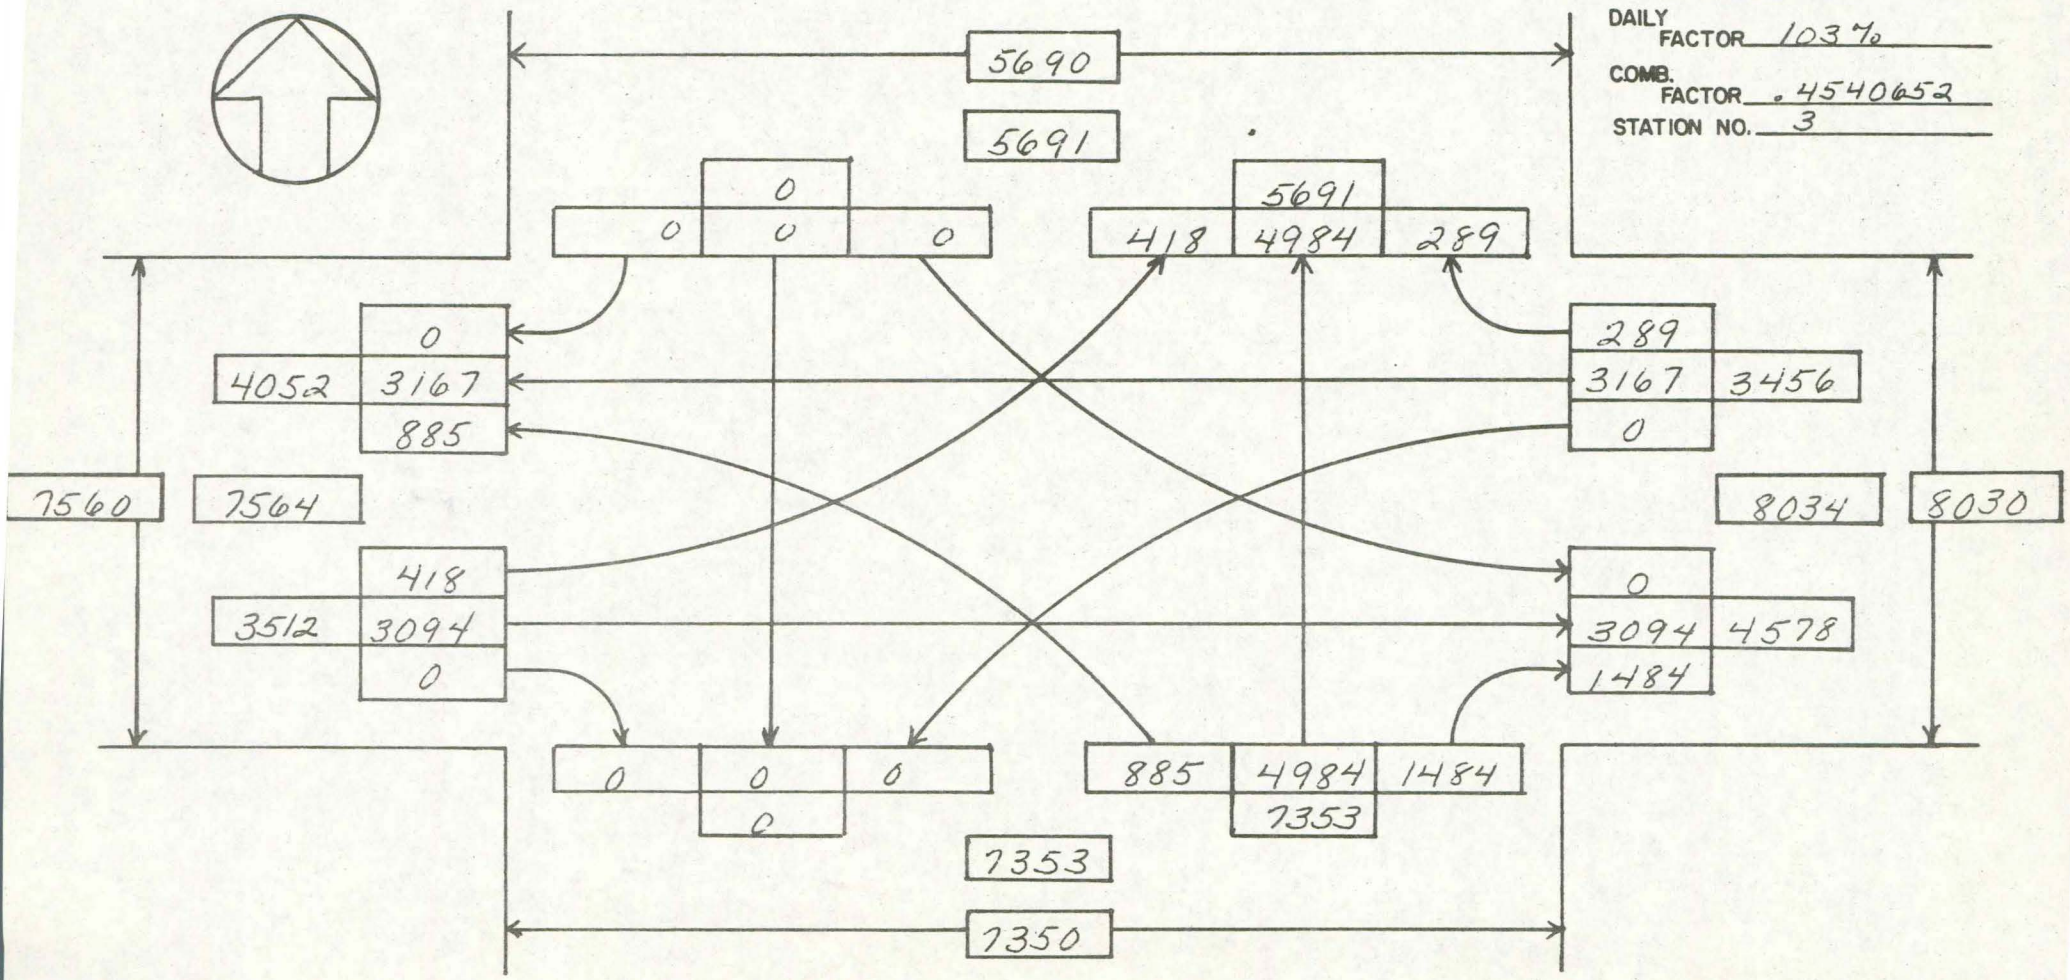 DAILY
FACTOR 103%
COMB.
FACTOR .4540652
STATION NO. 3
5690
5691
0
0 0 0
5691
418 4984 289
0
4052 3167
885
289
3167 3456
0
7560 7564
8034 8030
418
3512 3094
0
0
3094 4578
1484
0 0 0
0
885 4984 1484
7353
7353
7350